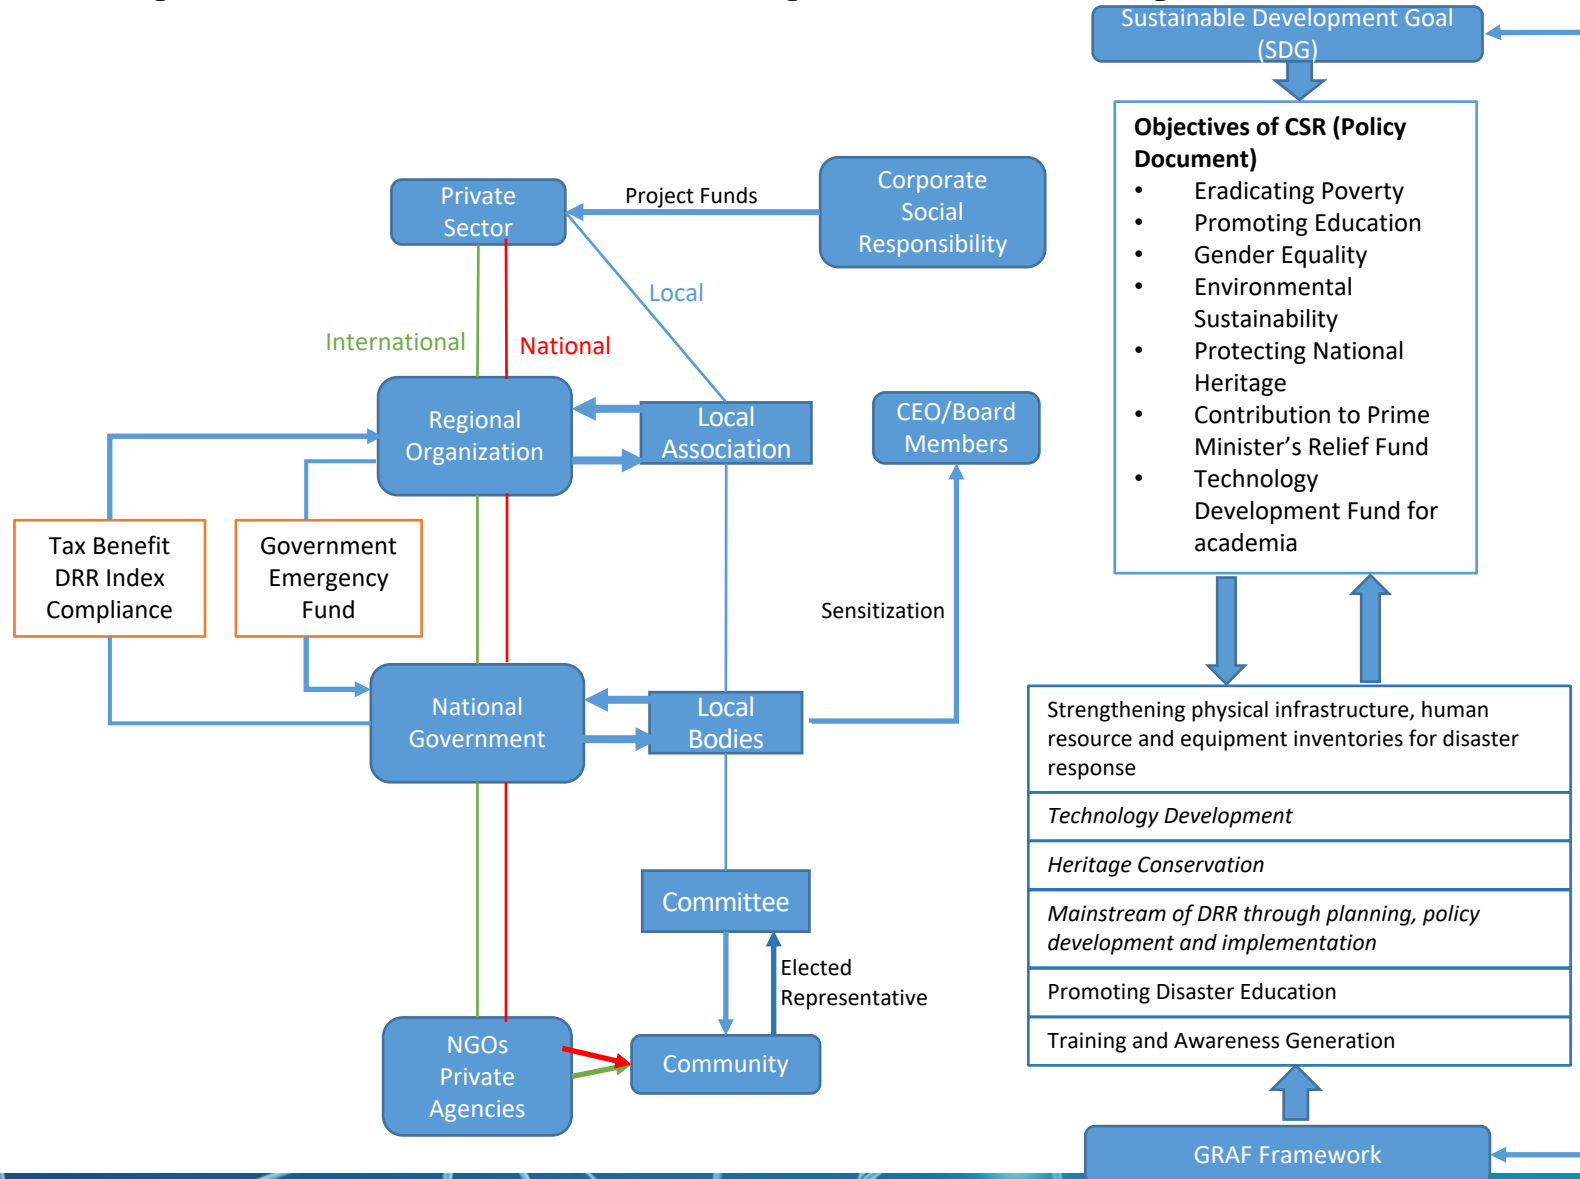 Sustainable Development Goal
(SDG)
Objectives of CSR (Policy
Document)
• Eradicating Poverty
• Promoting Education
• Gender Equality
• Environmental
Sustainability
• Protecting National
Heritage
• Contribution to Prime
Minister’s Relief Fund
• Technology
Development Fund for
academia
Private
Sector
Project Funds
Corporate
Social
Responsibility
Local
International
National
Regional
Organization
Local
Association
CEO/Board
Members
Tax Benefit
DRR Index
Compliance
Government
Emergency
Fund
Sensitization
National
Government
Local
Bodies
Strengthening physical infrastructure, human
resource and equipment inventories for disaster
response
Technology Development
Heritage Conservation
Mainstream of DRR through planning, policy
development and implementation
Promoting Disaster Education
Training and Awareness Generation
Committee
Elected
Representative
NGOs
Private
Agencies
Community
GRAF Framework